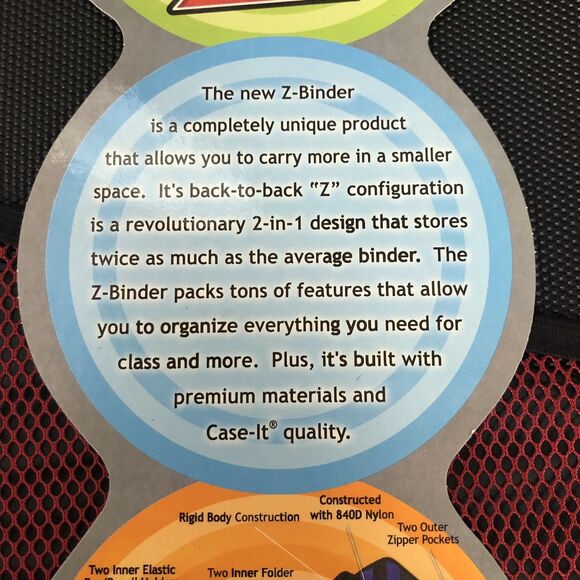 The new Z-Binder
is a completely unique product
that allows you to carry more in a smaller
space. It's back-to-back "Z" configuration
is a revolutionary 2-in-1 design that stores
twice as much as the average binder. The
Z-Binder packs tons of features that allow
you to organize everything you need for
class and more. Plus, it's built with
premium materials and
Case-It® quality.
Constructed
Rigid Body Construction with 840D Nylon
Two Outer
Zipper Pockets
Two Inner Elastic
Two Inner Folder